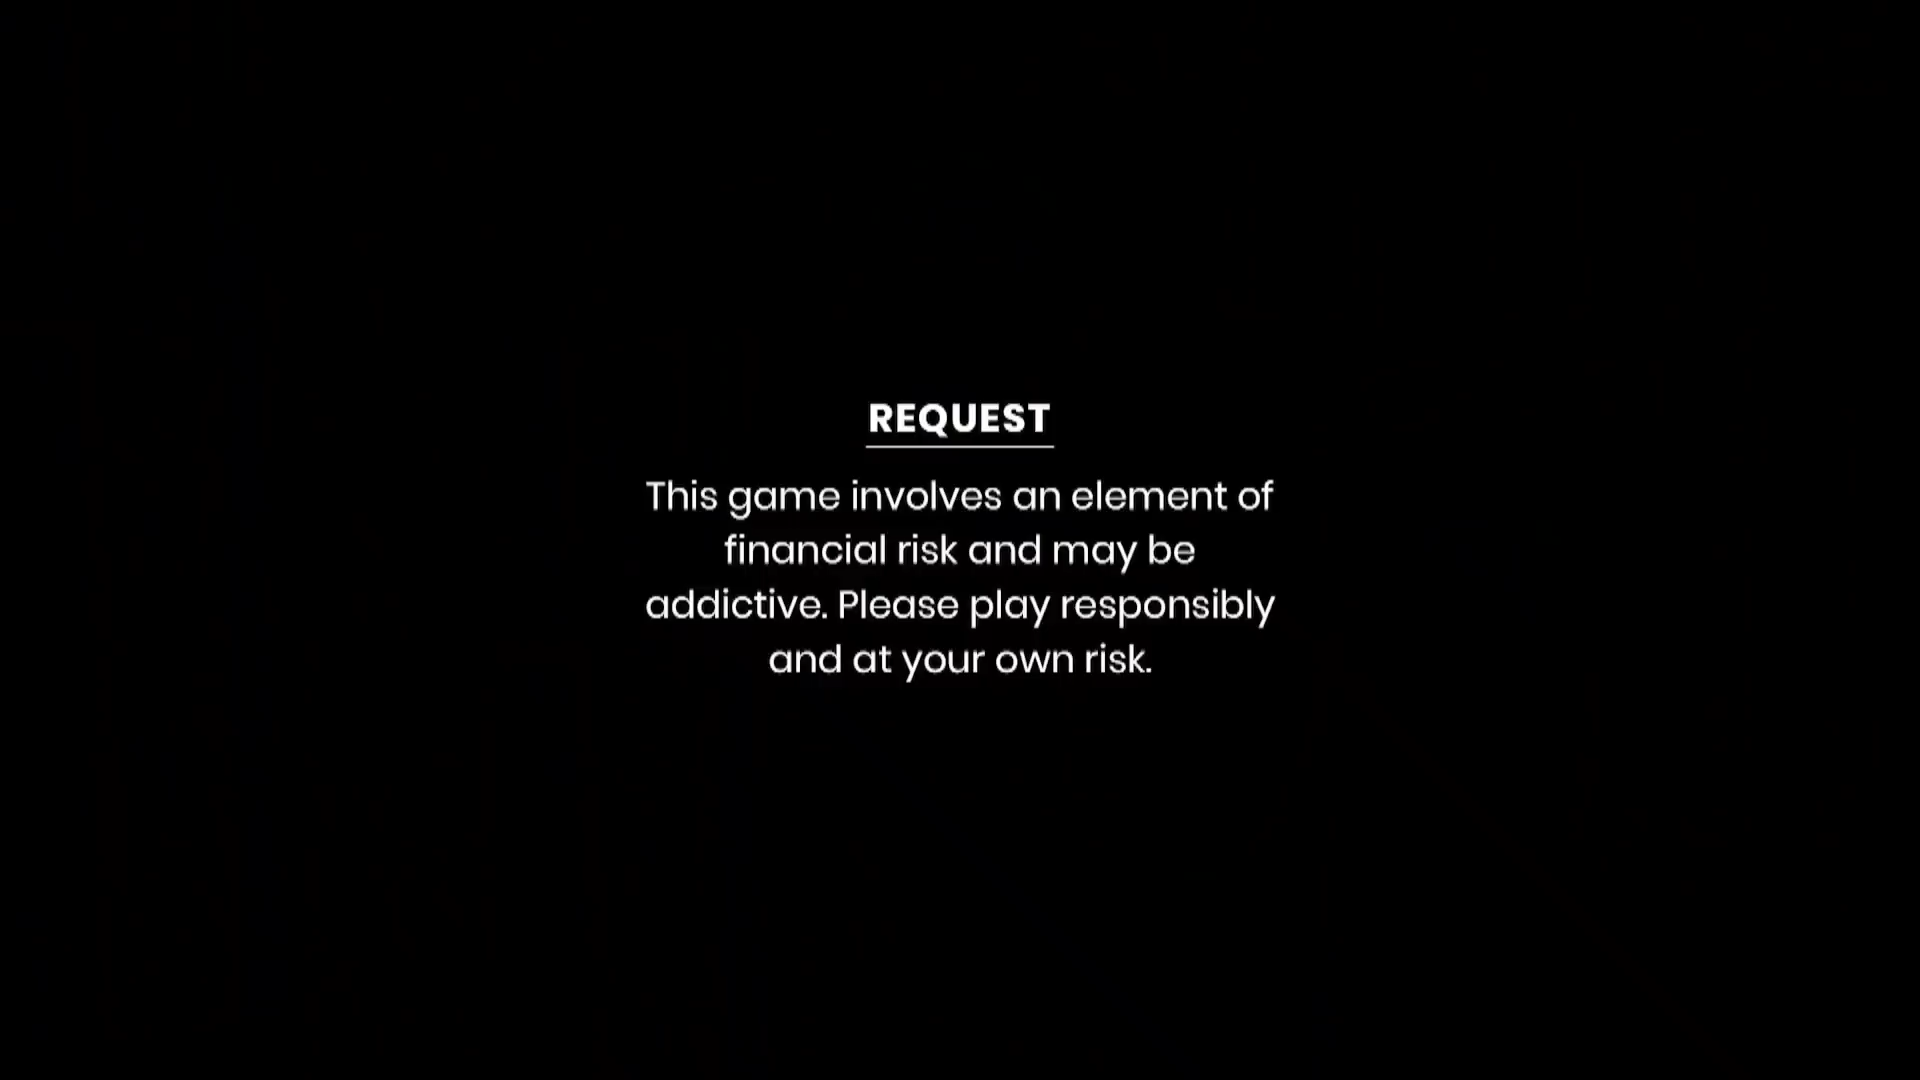 REQUEST
This game involves an element of
financial risk and may be
addictive. Please play responsibly
and at your own risk.